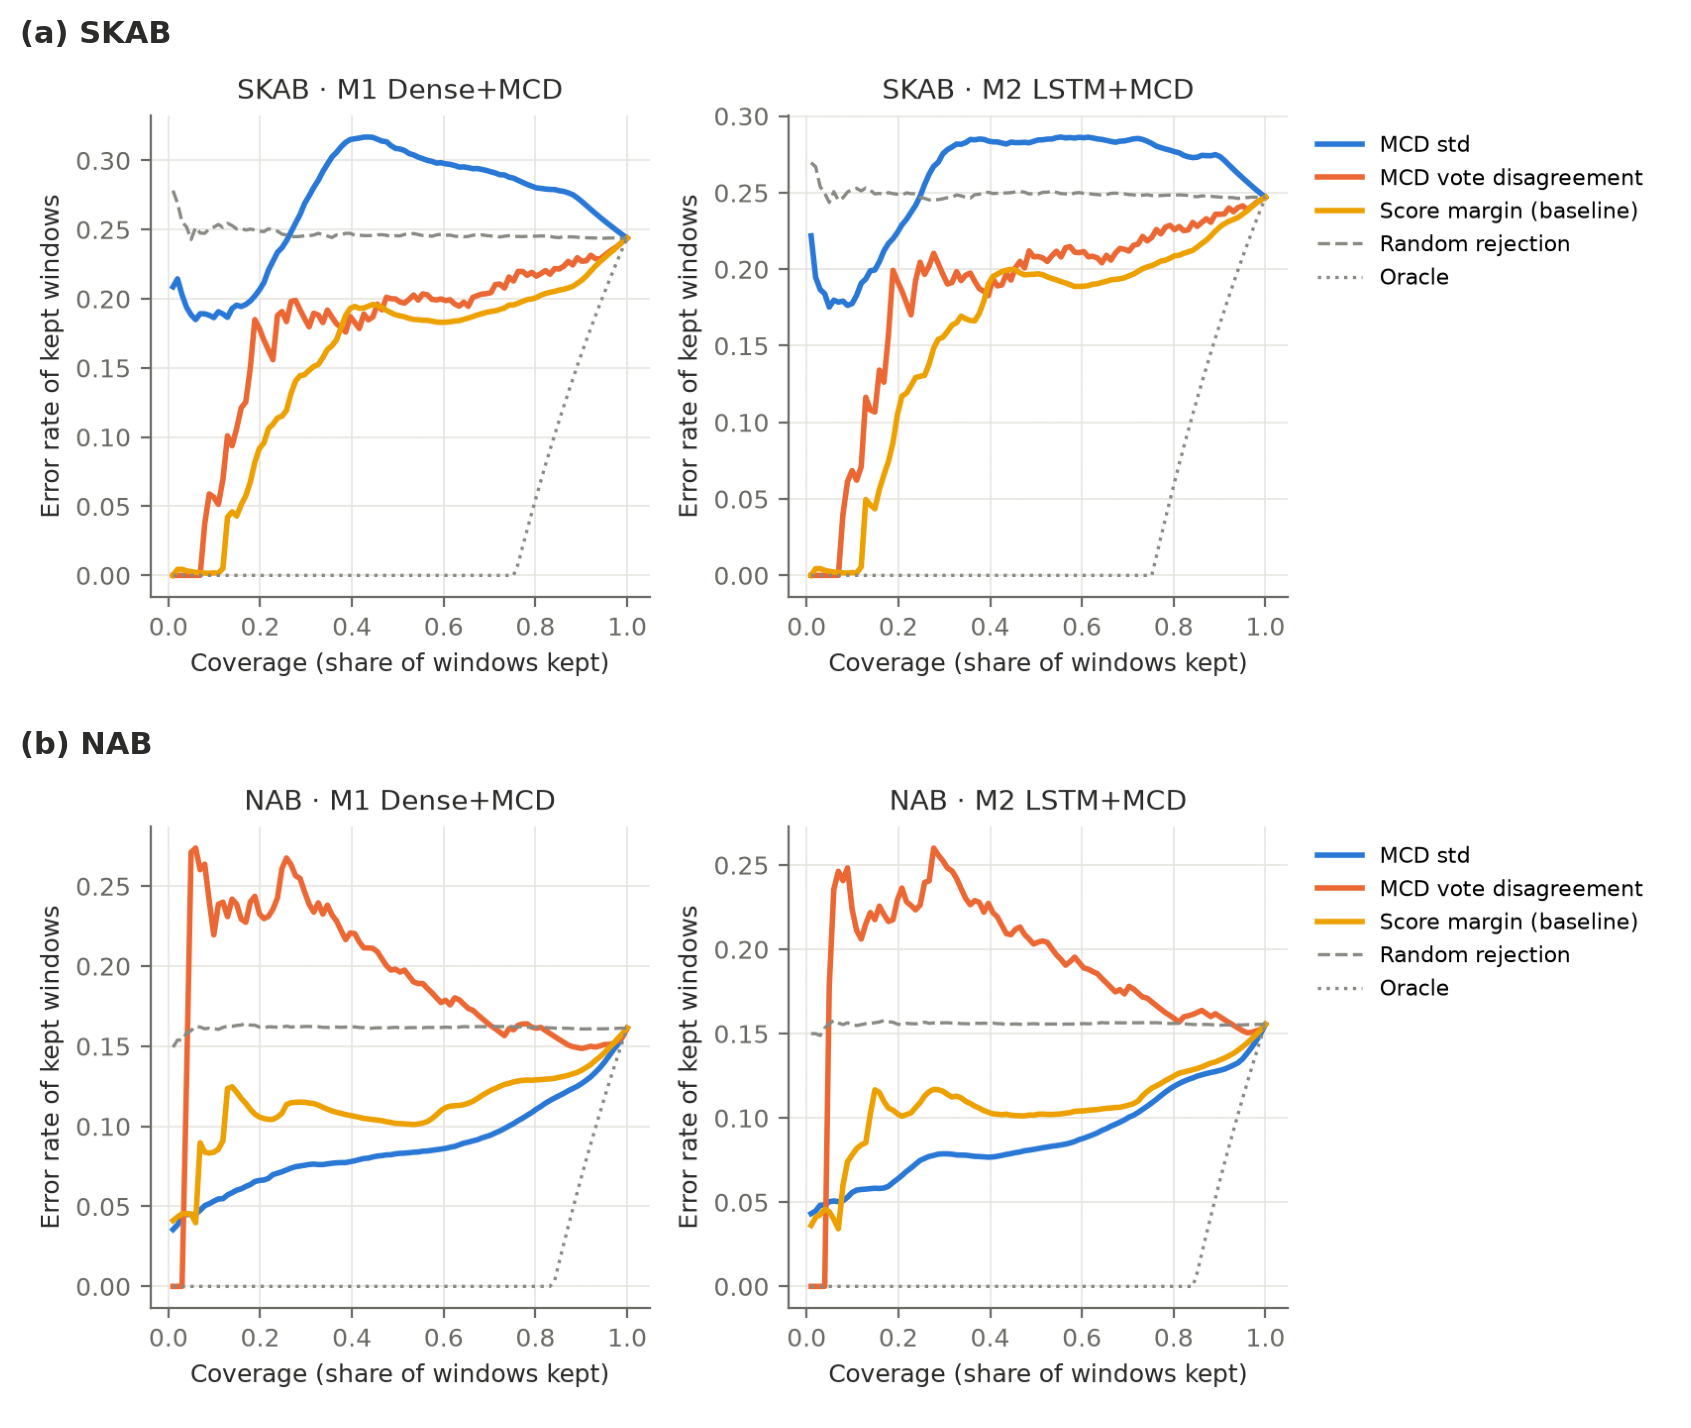 (a) SKAB
SKAB · M1 Dense+MCD
SKAB · M2 LSTM+MCD
Error rate of kept windows
0.30
0.25
0.20
0.15
0.10
0.05
0.00
0.0 0.2 0.4 0.6 0.8 1.0
Coverage (share of windows kept)
Error rate of kept windows
0.30
0.25
0.20
0.15
0.10
0.05
0.00
0.0 0.2 0.4 0.6 0.8 1.0
Coverage (share of windows kept)
MCD std
MCD vote disagreement
Score margin (baseline)
Random rejection
Oracle
(b) NAB
NAB · M1 Dense+MCD
NAB · M2 LSTM+MCD
Error rate of kept windows
0.25
0.20
0.15
0.10
0.05
0.00
0.0 0.2 0.4 0.6 0.8 1.0
Coverage (share of windows kept)
Error rate of kept windows
0.25
0.20
0.15
0.10
0.05
0.00
0.0 0.2 0.4 0.6 0.8 1.0
Coverage (share of windows kept)
MCD std
MCD vote disagreement
Score margin (baseline)
Random rejection
Oracle